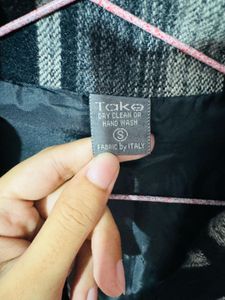 Take
DRY CLEAN OR
HAND WASH
S
FABRIC by ITALY